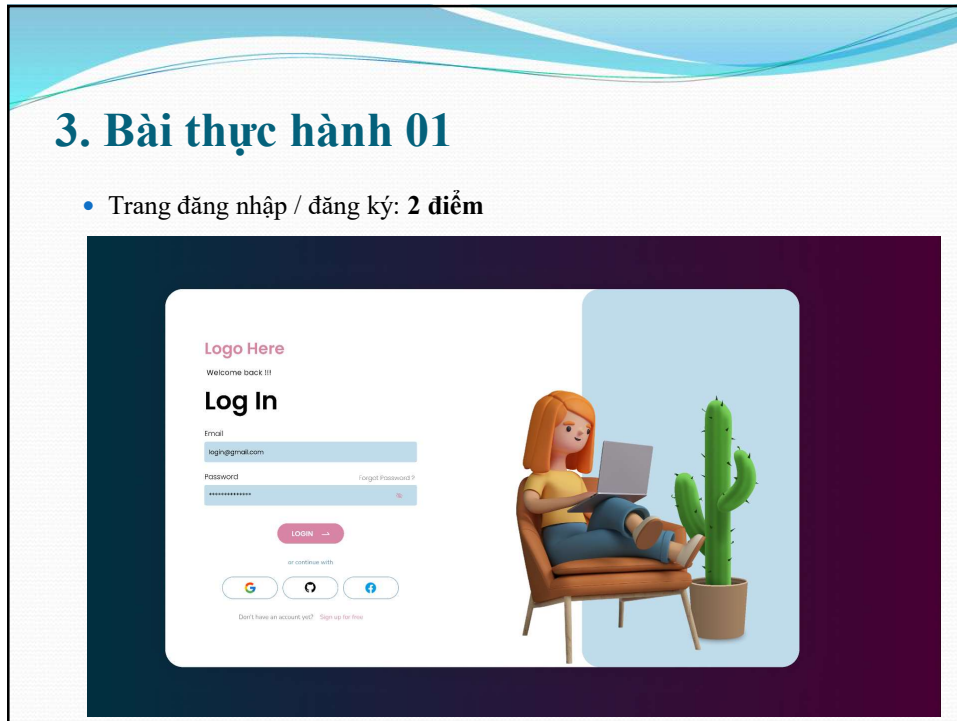 3. Bài thực hành 01
• Trang đăng nhập / đăng ký: 2 điểm
Logo Here
Welcome back !!!
Log In
Email
login@gmail.com
Password
Forgot Password ?
**************
LOGIN
or continue with
Don't have an account yet? Sign up for free